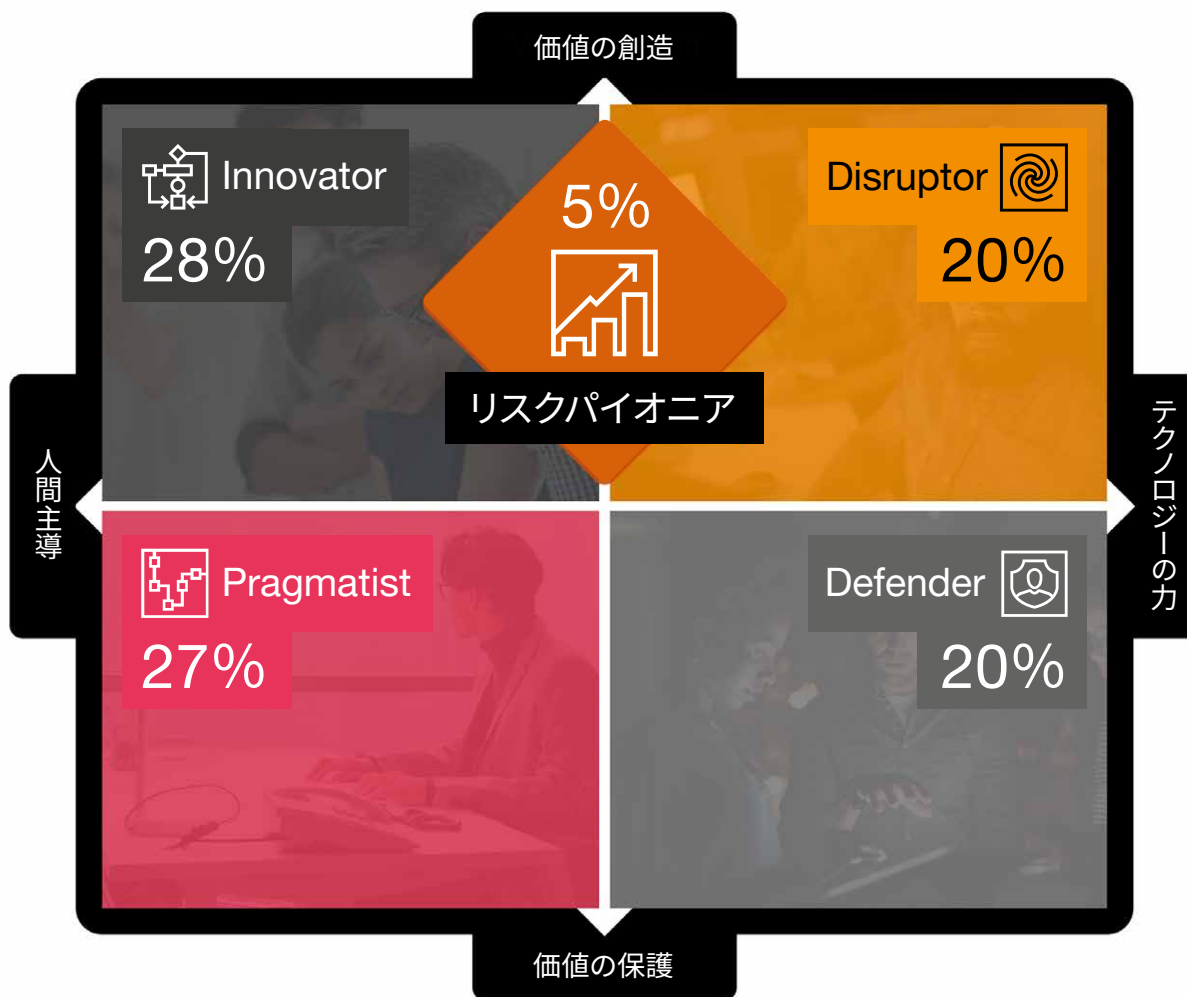 価値の創造
Innovator
28%
5%
リスクパイオニア
Disruptor
20%
人間主導
テクノロジーの力
Pragmatist
27%
Defender
20%
価値の保護